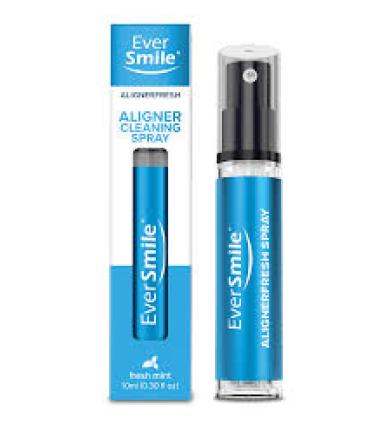 Ever
Smile®
ALIGNERFRESH
ALIGNER
CLEANING
SPRAY
EverSmile®
fresh mint
10ml (0.30 fl oz)
EverSmile®
ALIGNERFRESH SPRAY